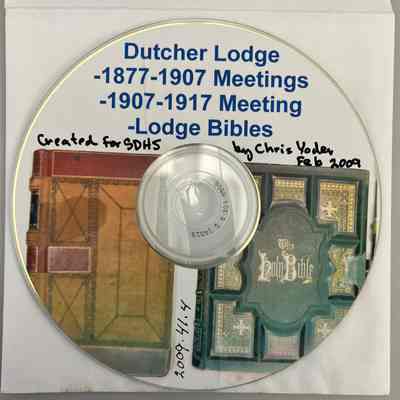 Dutcher Lodge
-1877-1907 Meetings
-1907-1917 Meeting
-Lodge Bibles
Created for SDHS
by Chris Yoder
Feb 2009
The
Holy Bible
2009.41.4